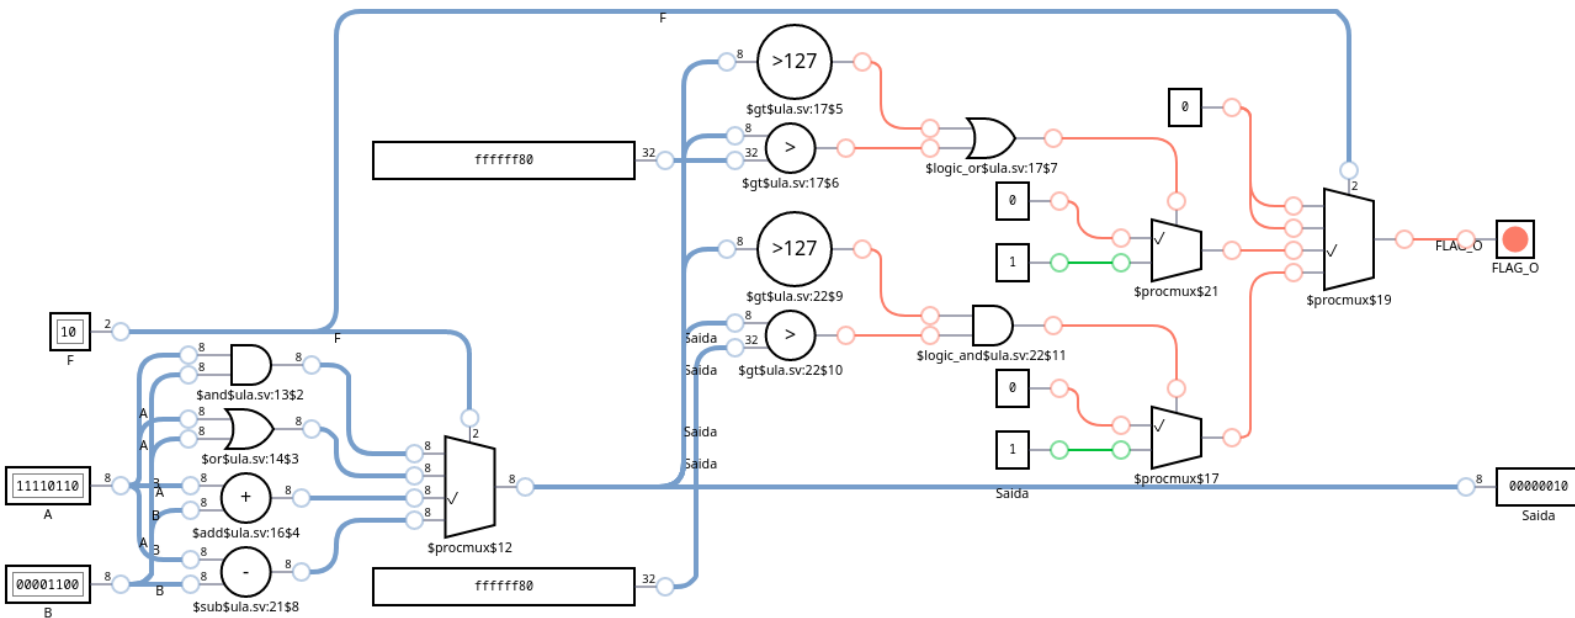 F
8
>127
$gt$ula.sv:17$5
0
8
ffffff80
32
32
>
$gt$ula.sv:17$6
$logic_or$ula.sv:17$7
2
0
✓
1
$procmux$21
✓
FLAG_O
FLAG_O
$procmux$19
8
>127
$gt$ula.sv:22$9
10
2
F
F
8
Saida
32
>
Saida
$gt$ula.sv:22$10
$logic_and$ula.sv:22$11
8
8
8
$and$ula.sv:13$2
0
✓
1
$procmux$17
A
8
A
8
8
$or$ula.sv:14$3
2
8
8
8
8
✓
8
$procmux$12
Saida
Saida
11110110
8
A
B
A
8
+
8
B
8
$add$ula.sv:16$4
Saida
8
00000010
Saida
A
B
8
-
8
00001100
8
B
B
8
$sub$ula.sv:21$8
ffffff80
32